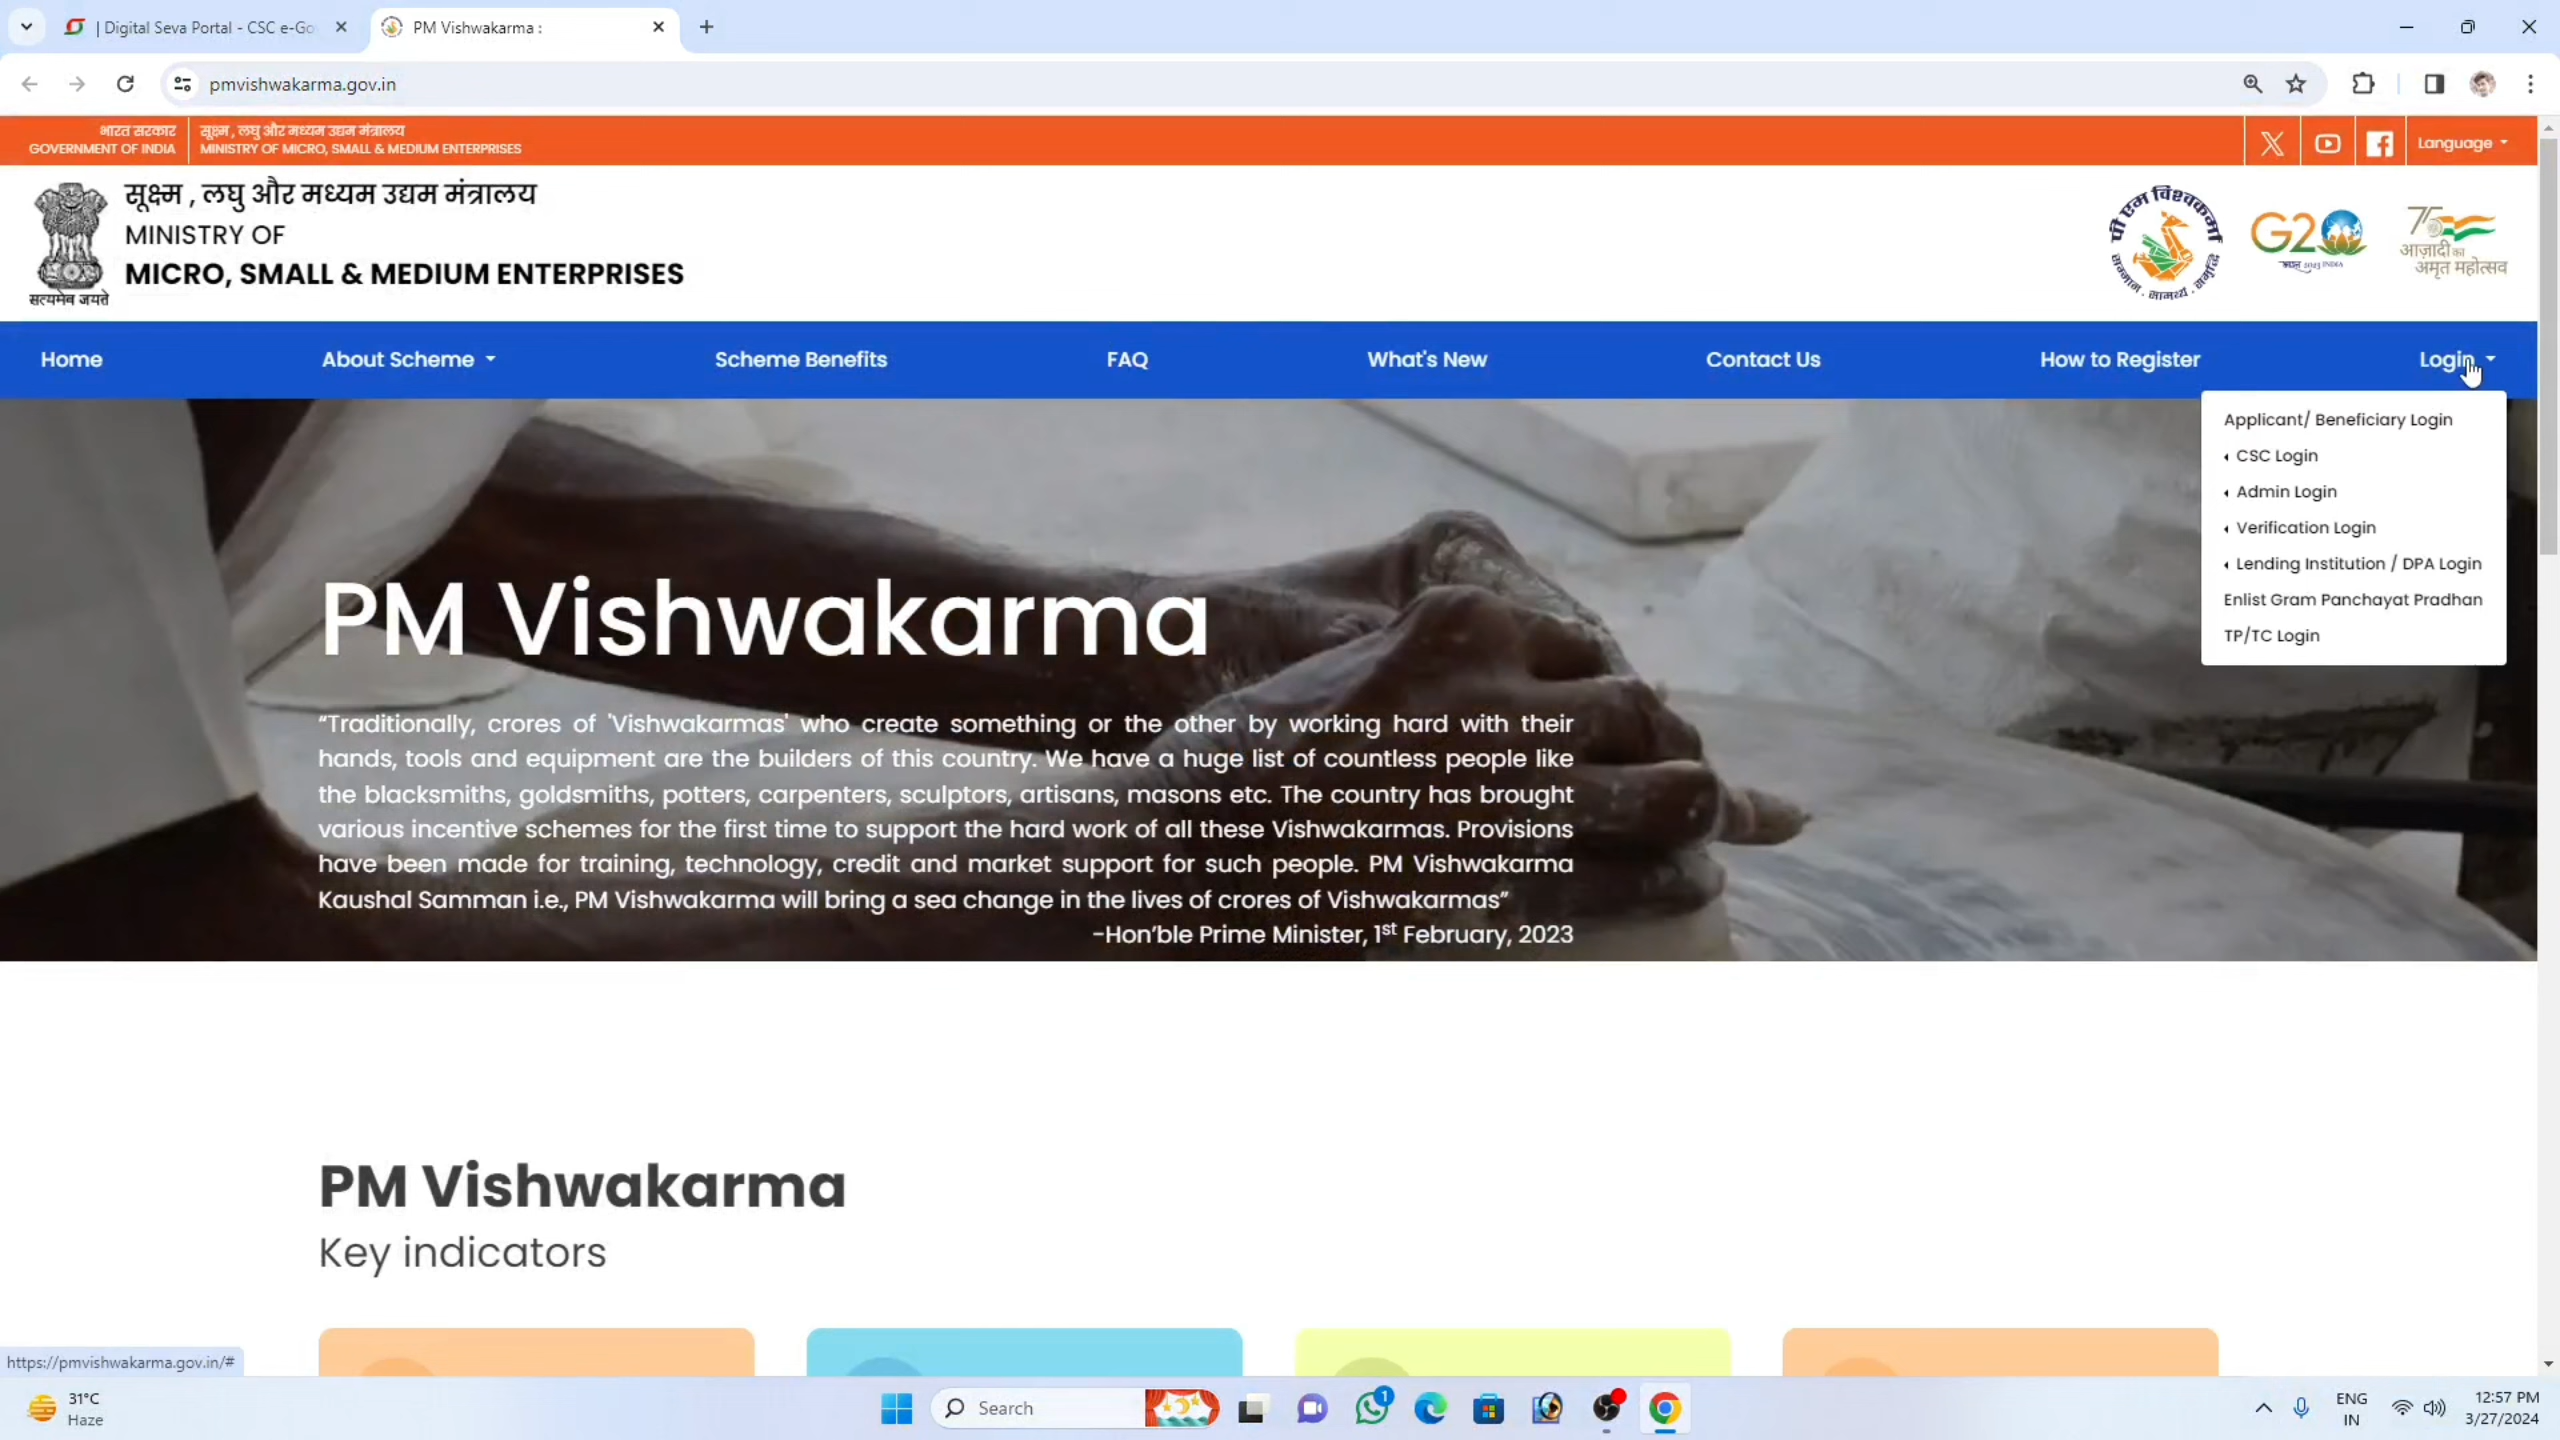 | Digital Seva Portal - CSC e-Go
PM Vishwakarma :
pmvishwakarma.gov.in
भारत सरकार
GOVERNMENT OF INDIA
सूक्ष्म , लघु और मध्यम उद्यम मंत्रालय
MINISTRY OF MICRO, SMALL & MEDIUM ENTERPRISES
Language
सत्यमेव जयते
सूक्ष्म , लघु और मध्यम उद्यम मंत्रालय
MINISTRY OF
MICRO, SMALL & MEDIUM ENTERPRISES
पी एम विश्वकर्मा
सम्मान . सामर्थ्य . समृद्धि
G20
भारत 2023 INDIA
75
आज़ादी का
अमृत महोत्सव
Home About Scheme Scheme Benefits FAQ What's New Contact Us How to Register Login
Applicant/ Beneficiary Login
CSC Login
Admin Login
Verification Login
Lending Institution / DPA Login
Enlist Gram Panchayat Pradhan
TP/TC Login
PM Vishwakarma
“Traditionally, crores of 'Vishwakarmas' who create something or the other by working hard with their
hands, tools and equipment are the builders of this country. We have a huge list of countless people like
the blacksmiths, goldsmiths, potters, carpenters, sculptors, artisans, masons etc. The country has brought
various incentive schemes for the first time to support the hard work of all these Vishwakarmas. Provisions
have been made for training, technology, credit and market support for such people. PM Vishwakarma
Kaushal Samman i.e., PM Vishwakarma will bring a sea change in the lives of crores of Vishwakarmas”
-Hon’ble Prime Minister, 1st February, 2023
PM Vishwakarma
Key indicators
https://pmvishwakarma.gov.in/#
31°C
Haze
Search
1
ENG
IN
12:57 PM
3/27/2024